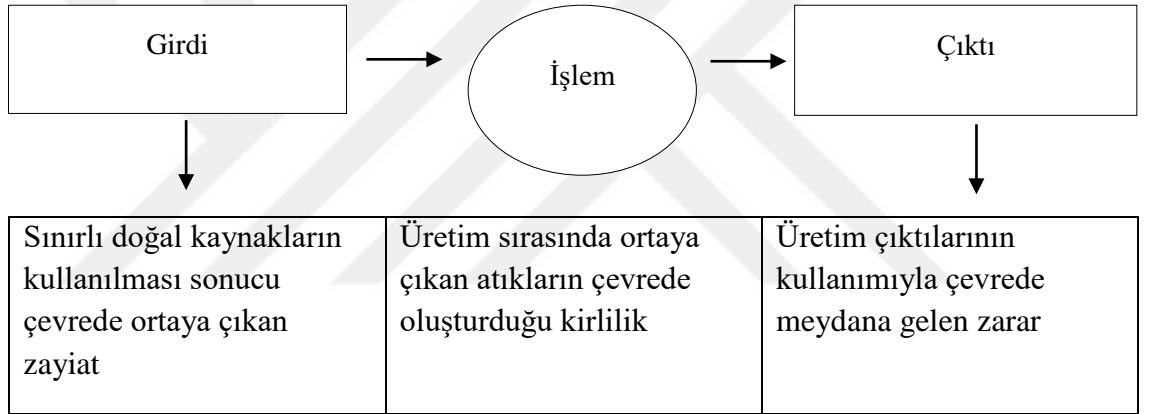 Girdi
İşlem
Çıktı
Sınırlı doğal kaynakların
kullanılması sonucu
çevrede ortaya çıkan
zayiat
Üretim sırasında ortaya
çıkan atıkların çevrede
oluşturduğu kirlilik
Üretim çıktılarının
kullanımıyla çevrede
meydana gelen zarar